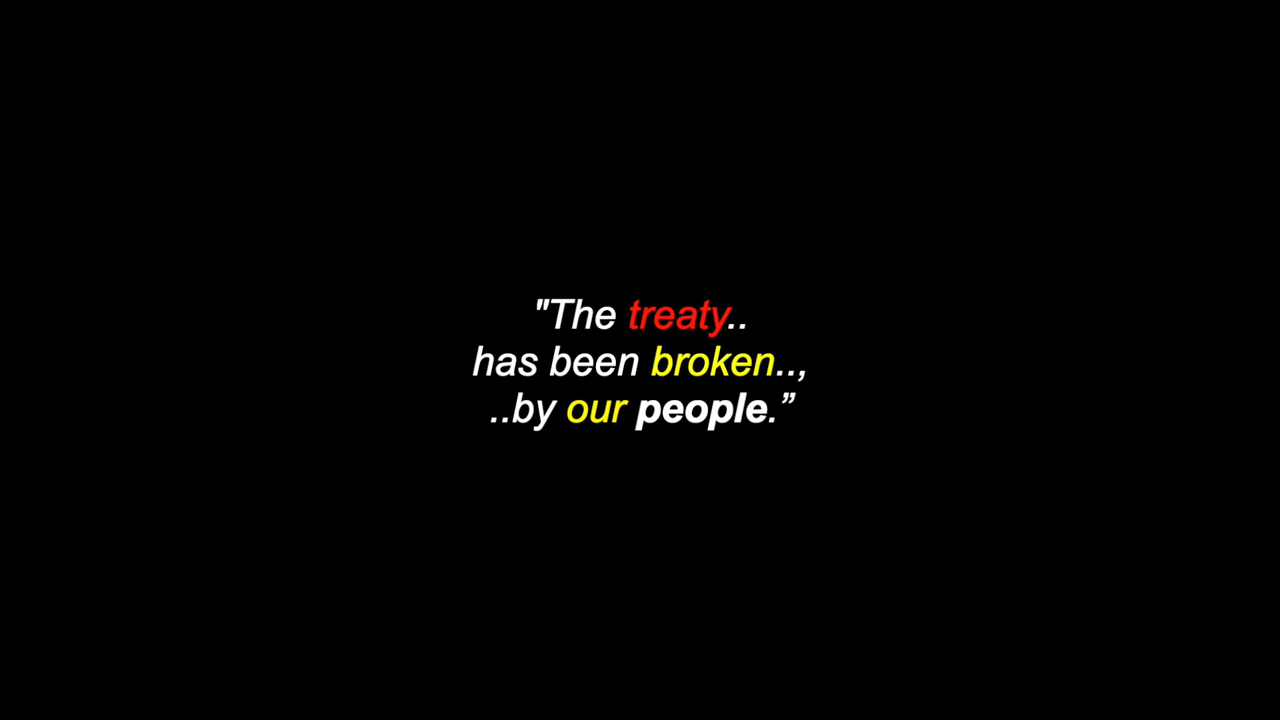 "The treaty..
has been broken..,
..by our people.”